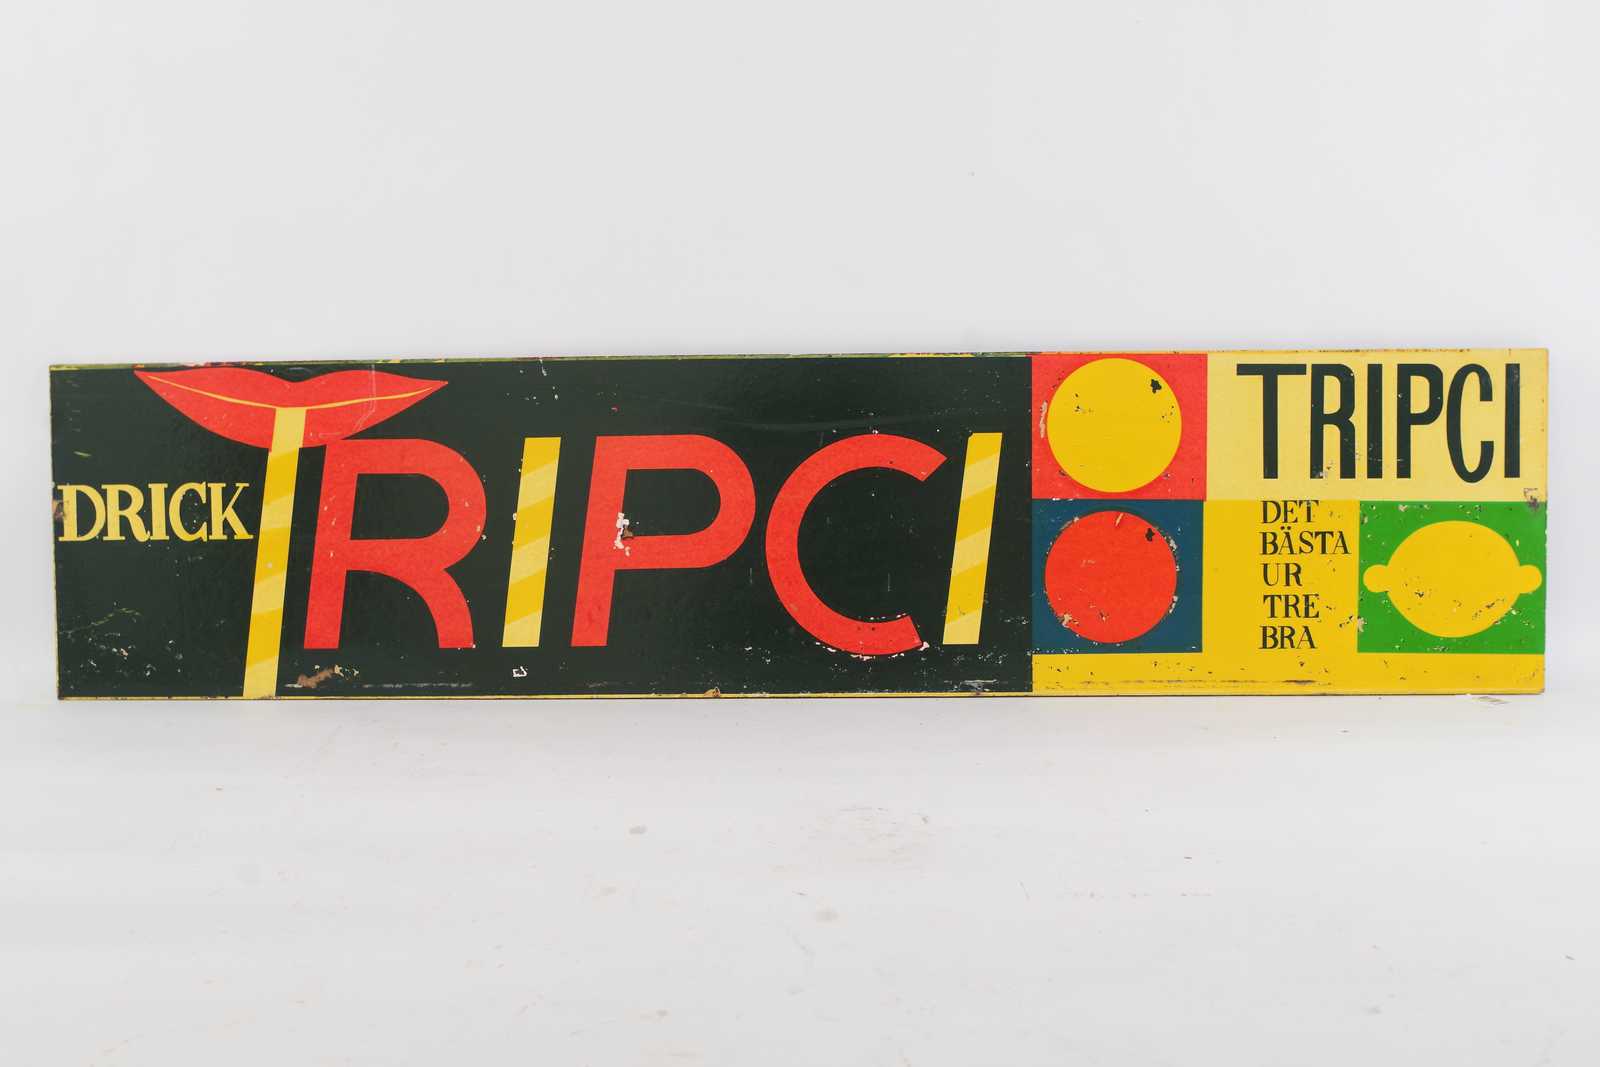 DRICK
TRIPCI
TRIPCI
DET
BÄSTA
UR
TRE
BRA